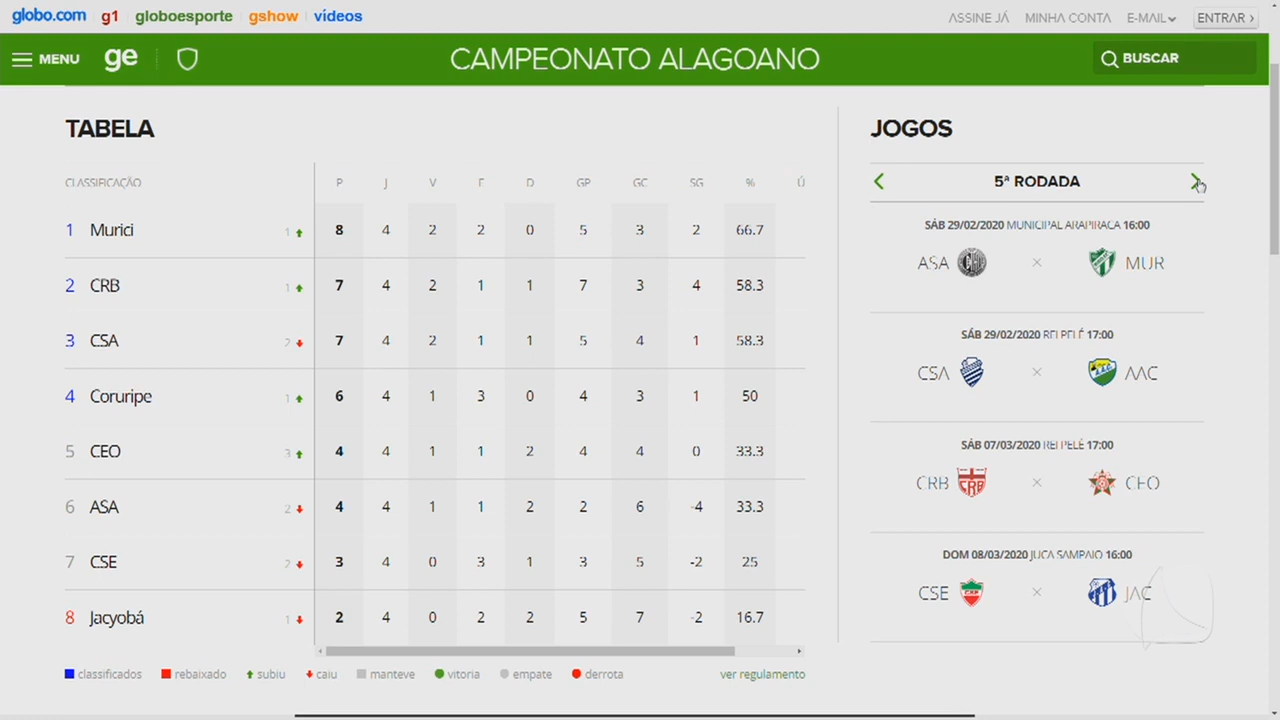 globo.com g1 globoesporte gshow vídeos ASSINE JÁ MINHA CONTA E-MAIL ENTRAR
MENU ge CAMPEONATO ALAGOANO BUSCAR
TABELA
CLASSIFICAÇÃO P J V E D GP GC SG % Ú
1 Murici 1 8 4 2 2 0 5 3 2 66.7
2 CRB 1 7 4 2 1 1 7 3 4 58.3
3 CSA 2 7 4 2 1 1 5 4 1 58.3
4 Coruripe 1 6 4 1 3 0 4 3 1 50
5 CEO 3 4 4 1 1 2 4 4 0 33.3
6 ASA 2 4 4 1 1 2 2 6 -4 33.3
7 CSE 2 3 4 0 3 1 3 5 -2 25
8 Jacyobá 1 2 4 0 2 2 5 7 -2 16.7
classificados rebaixado subiu caiu manteve vitoria empate derrota ver regulamento
JOGOS
5ª RODADA
SÁB 29/02/2020 MUNICIPAL ARAPIRACA 16:00
ASA × MUR
SÁB 29/02/2020 REI PELÉ 17:00
CSA × AAC
SÁB 07/03/2020 REI PELÉ 17:00
CRB × CEO
DOM 08/03/2020 JUCA SAMPAIO 16:00
CSE × JAC